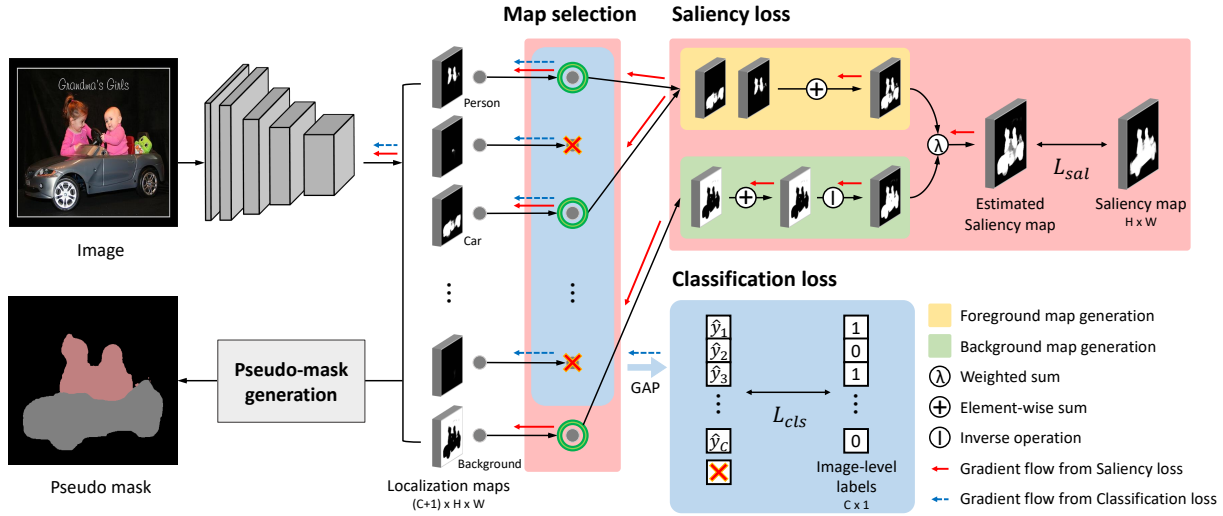 Map selection
Saliency loss
Grandma's Girls
Person
Car
Background
Image
Localization maps
(C+1) x H x W
λ
Estimated
Saliency map
L_sal
Saliency map
H x W
Classification loss
ŷ_1
ŷ_2
ŷ_3
ŷ_C
1
0
1
0
L_cls
GAP
Image-level
labels
C x 1
Pseudo-mask
generation
Pseudo mask
Foreground map generation
Background map generation
λ Weighted sum
Element-wise sum
Inverse operation
Gradient flow from Saliency loss
Gradient flow from Classification loss